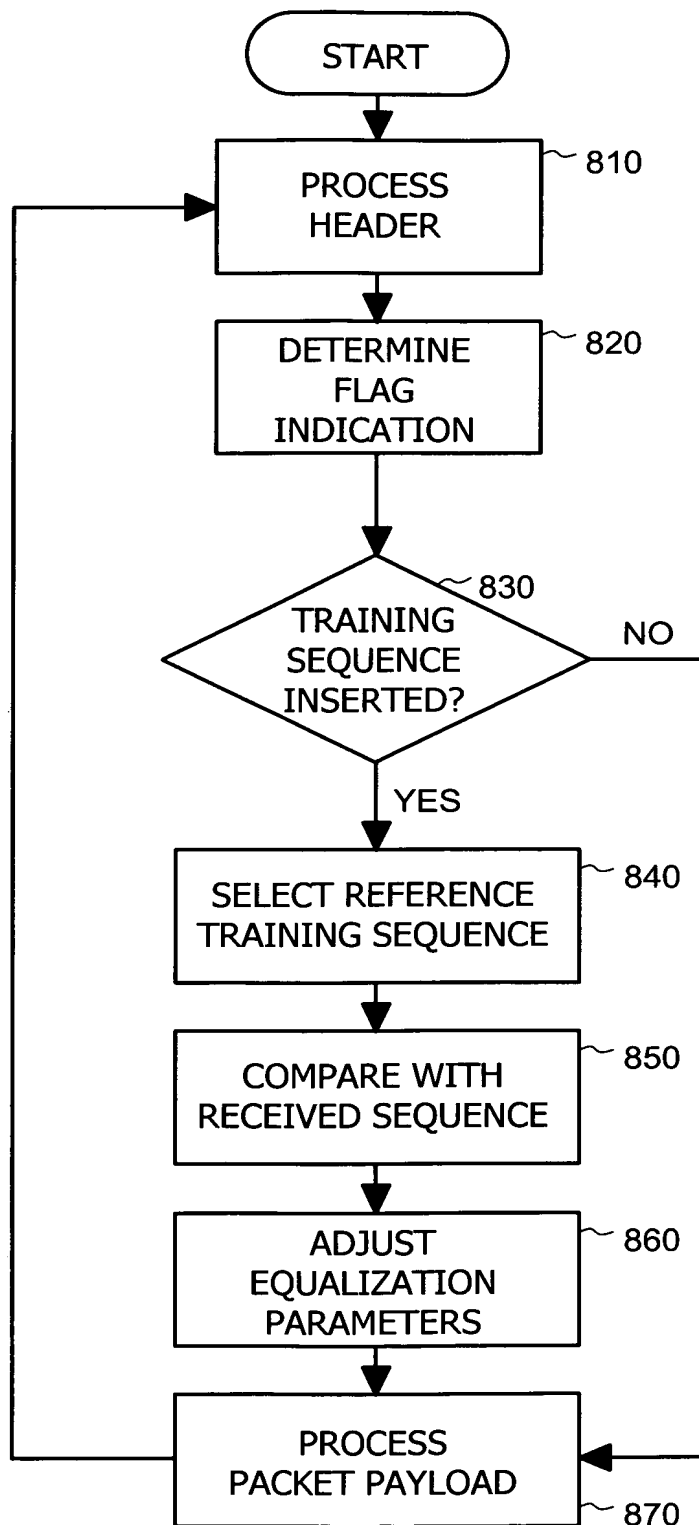 START
PROCESS
HEADER
810
DETERMINE
FLAG
INDICATION
820
TRAINING
SEQUENCE
INSERTED?
830
NO
YES
SELECT REFERENCE
TRAINING SEQUENCE
840
COMPARE WITH
RECEIVED SEQUENCE
850
ADJUST
EQUALIZATION
PARAMETERS
860
PROCESS
PACKET PAYLOAD
870